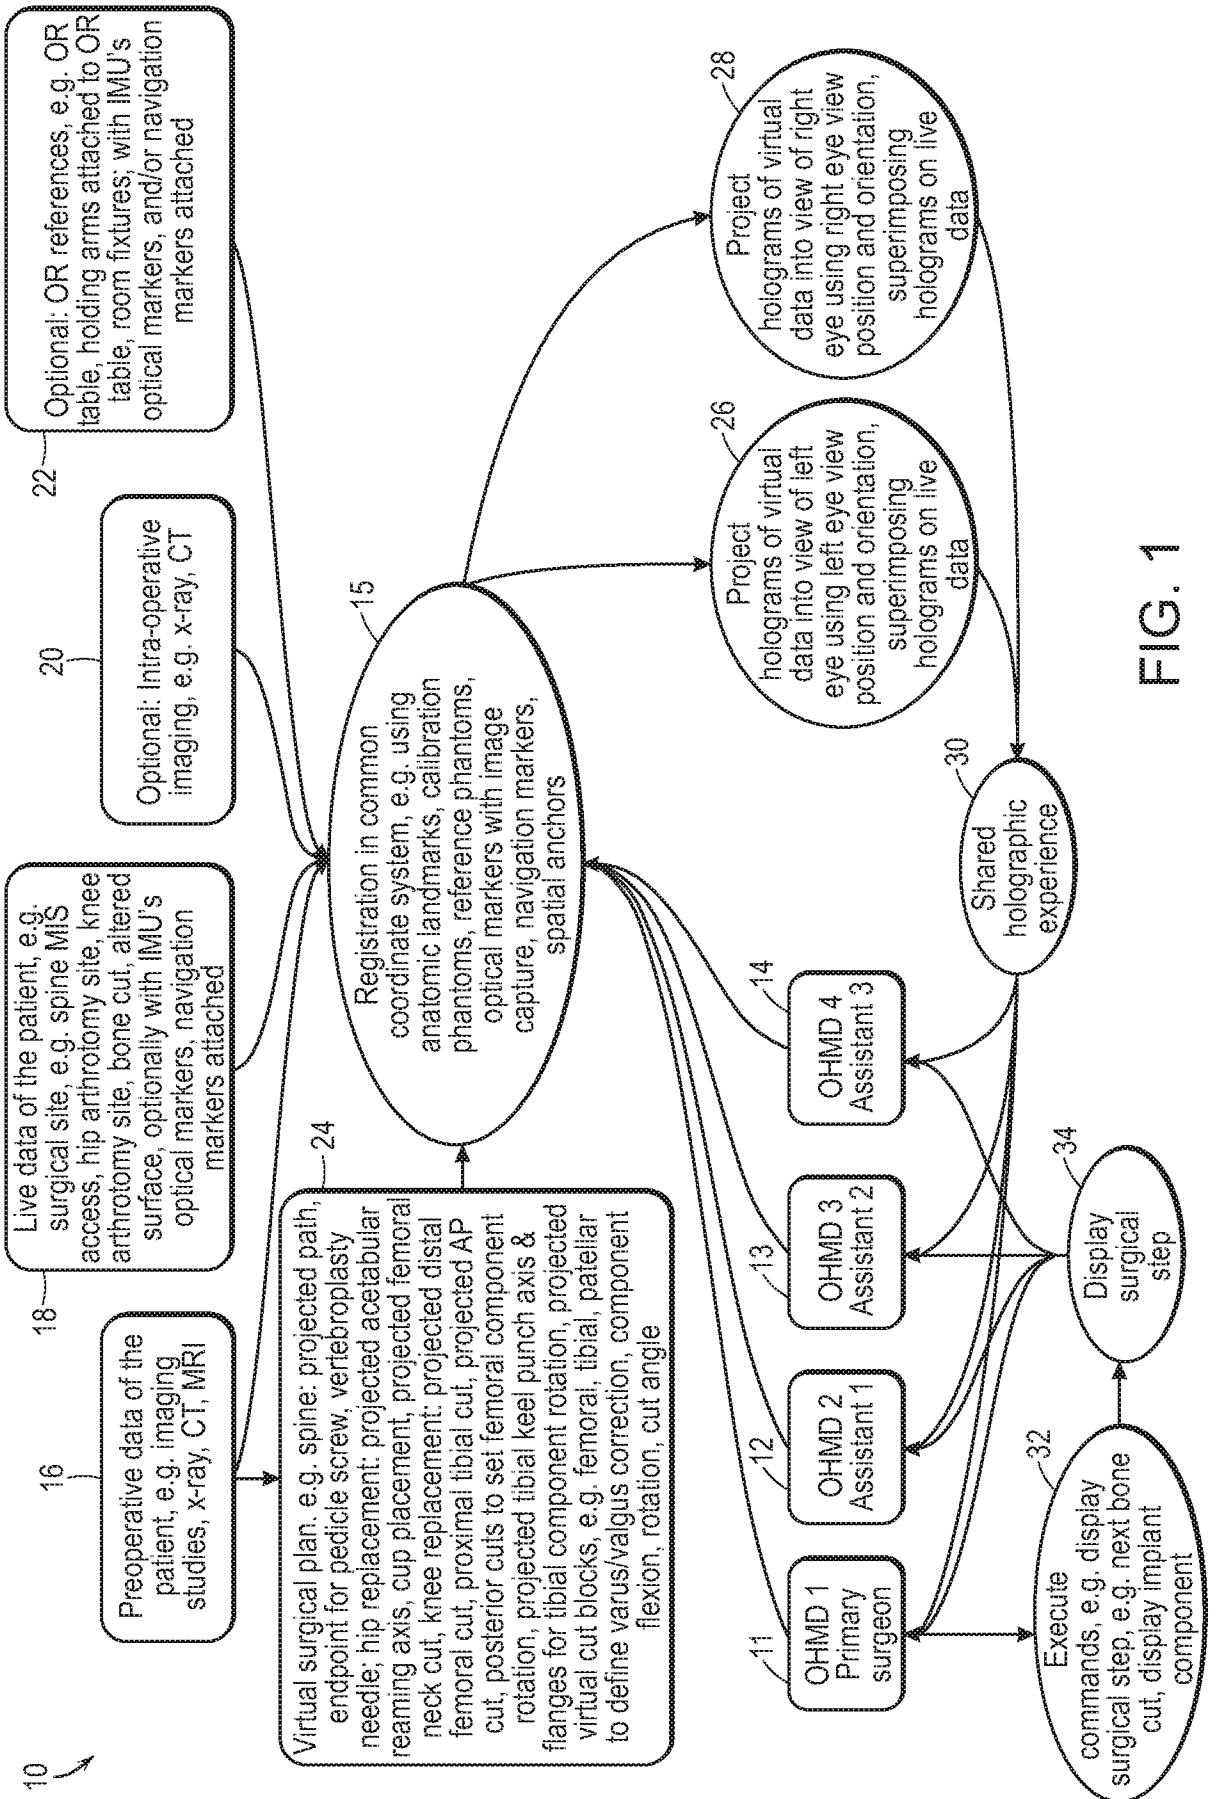 10
16
Preoperative data of the
patient, e.g. imaging
studies, x-ray, CT, MRI
18
Live data of the patient, e.g.
surgical site, e.g. spine MIS
access, hip arthrotomy site, knee
arthrotomy site, bone cut, altered
surface, optionally with IMU's
optical markers, navigation
markers attached
20
Optional: Intra-operative
imaging, e.g. x-ray, CT
22
Optional: OR references, e.g. OR
table, holding arms attached to OR
table, room fixtures; with IMU's
optical markers, and/or navigation
markers attached
24
Virtual surgical plan. e.g. spine: projected path,
endpoint for pedicle screw, vertebroplasty
needle; hip replacement: projected acetabular
reaming axis, cup placement, projected femoral
neck cut, knee replacement: projected distal
femoral cut, proximal tibial cut, projected AP
cut, posterior cuts to set femoral component
rotation, projected tibial keel punch axis &
flanges for tibial component rotation, projected
virtual cut blocks, e.g. femoral, tibial, patellar
to define varus/valgus correction, component
flexion, rotation, cut angle
15
Registration in common
coordinate system, e.g. using
anatomic landmarks, calibration
phantoms, reference phantoms,
optical markers with image
capture, navigation markers,
spatial anchors
11
OHMD 1
Primary
surgeon
12
OHMD 2
Assistant 1
13
OHMD 3
Assistant 2
14
OHMD 4
Assistant 3
26
Project
holograms of virtual
data into view of left
eye using left eye view
position and orientation,
superimposing
holograms on live
data
28
Project
holograms of virtual
data into view of right
eye using right eye view
position and orientation,
superimposing
holograms on live
data
30
Shared
holographic
experience
32
Execute
commands, e.g. display
surgical step, e.g. next bone
cut, display implant
component
34
Display
surgical
step
FIG. 1